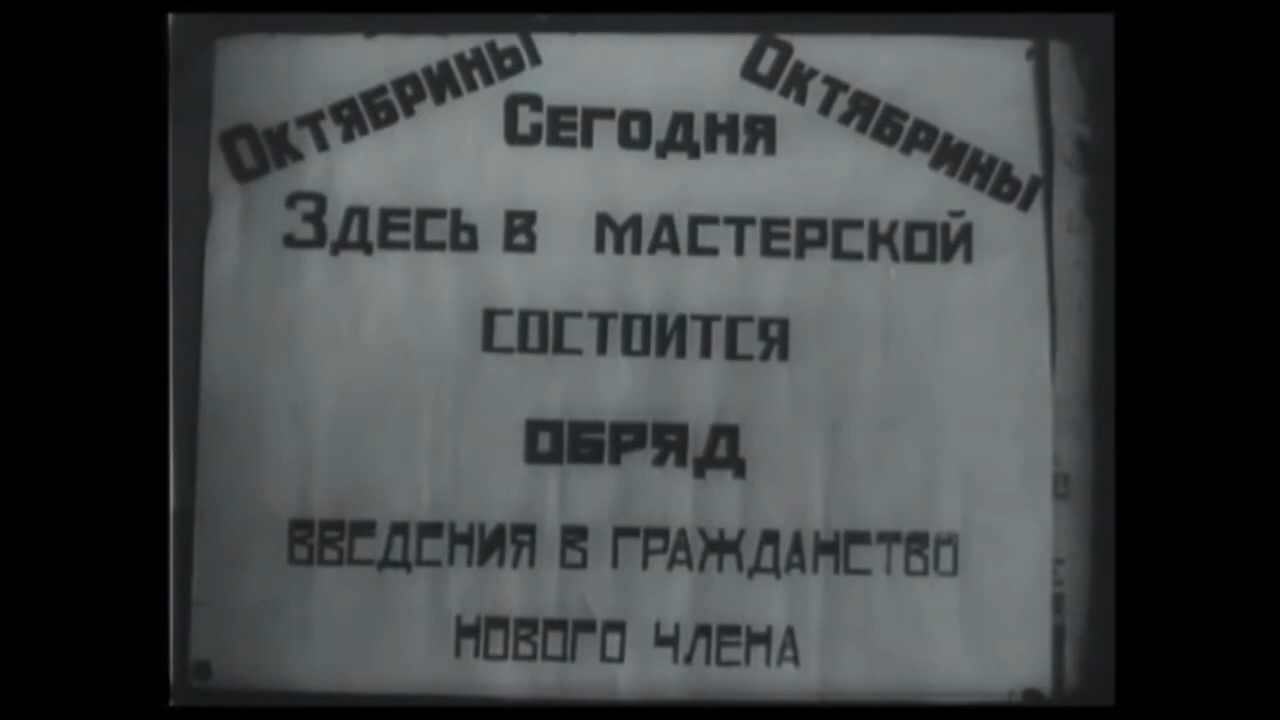 Октябрины Октябрины
Сегодня
Здесь в мастерской
состоится
обряд
введения в гражданство
нового члена